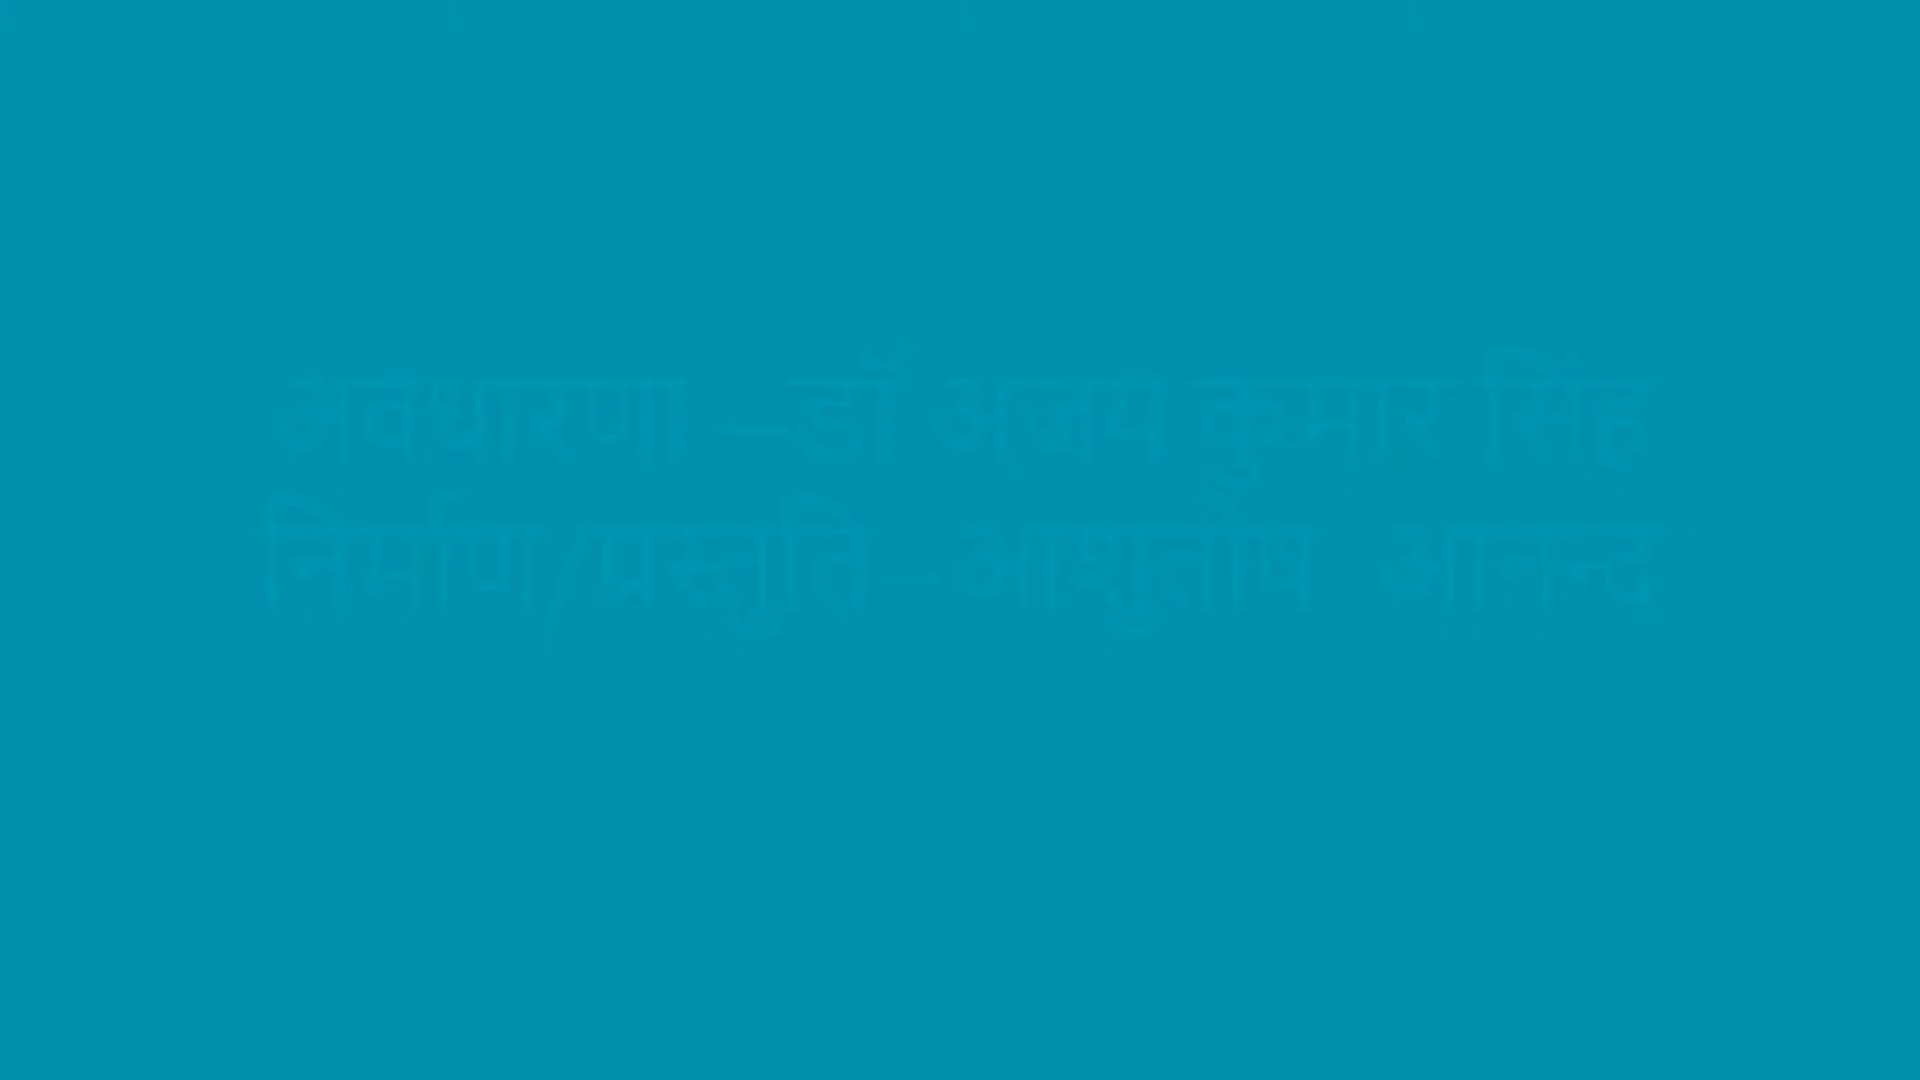 अवधारणा –डॉ अजय कुमार सिंह
निर्माण/प्रस्तुति–आशुतोष आनन्द